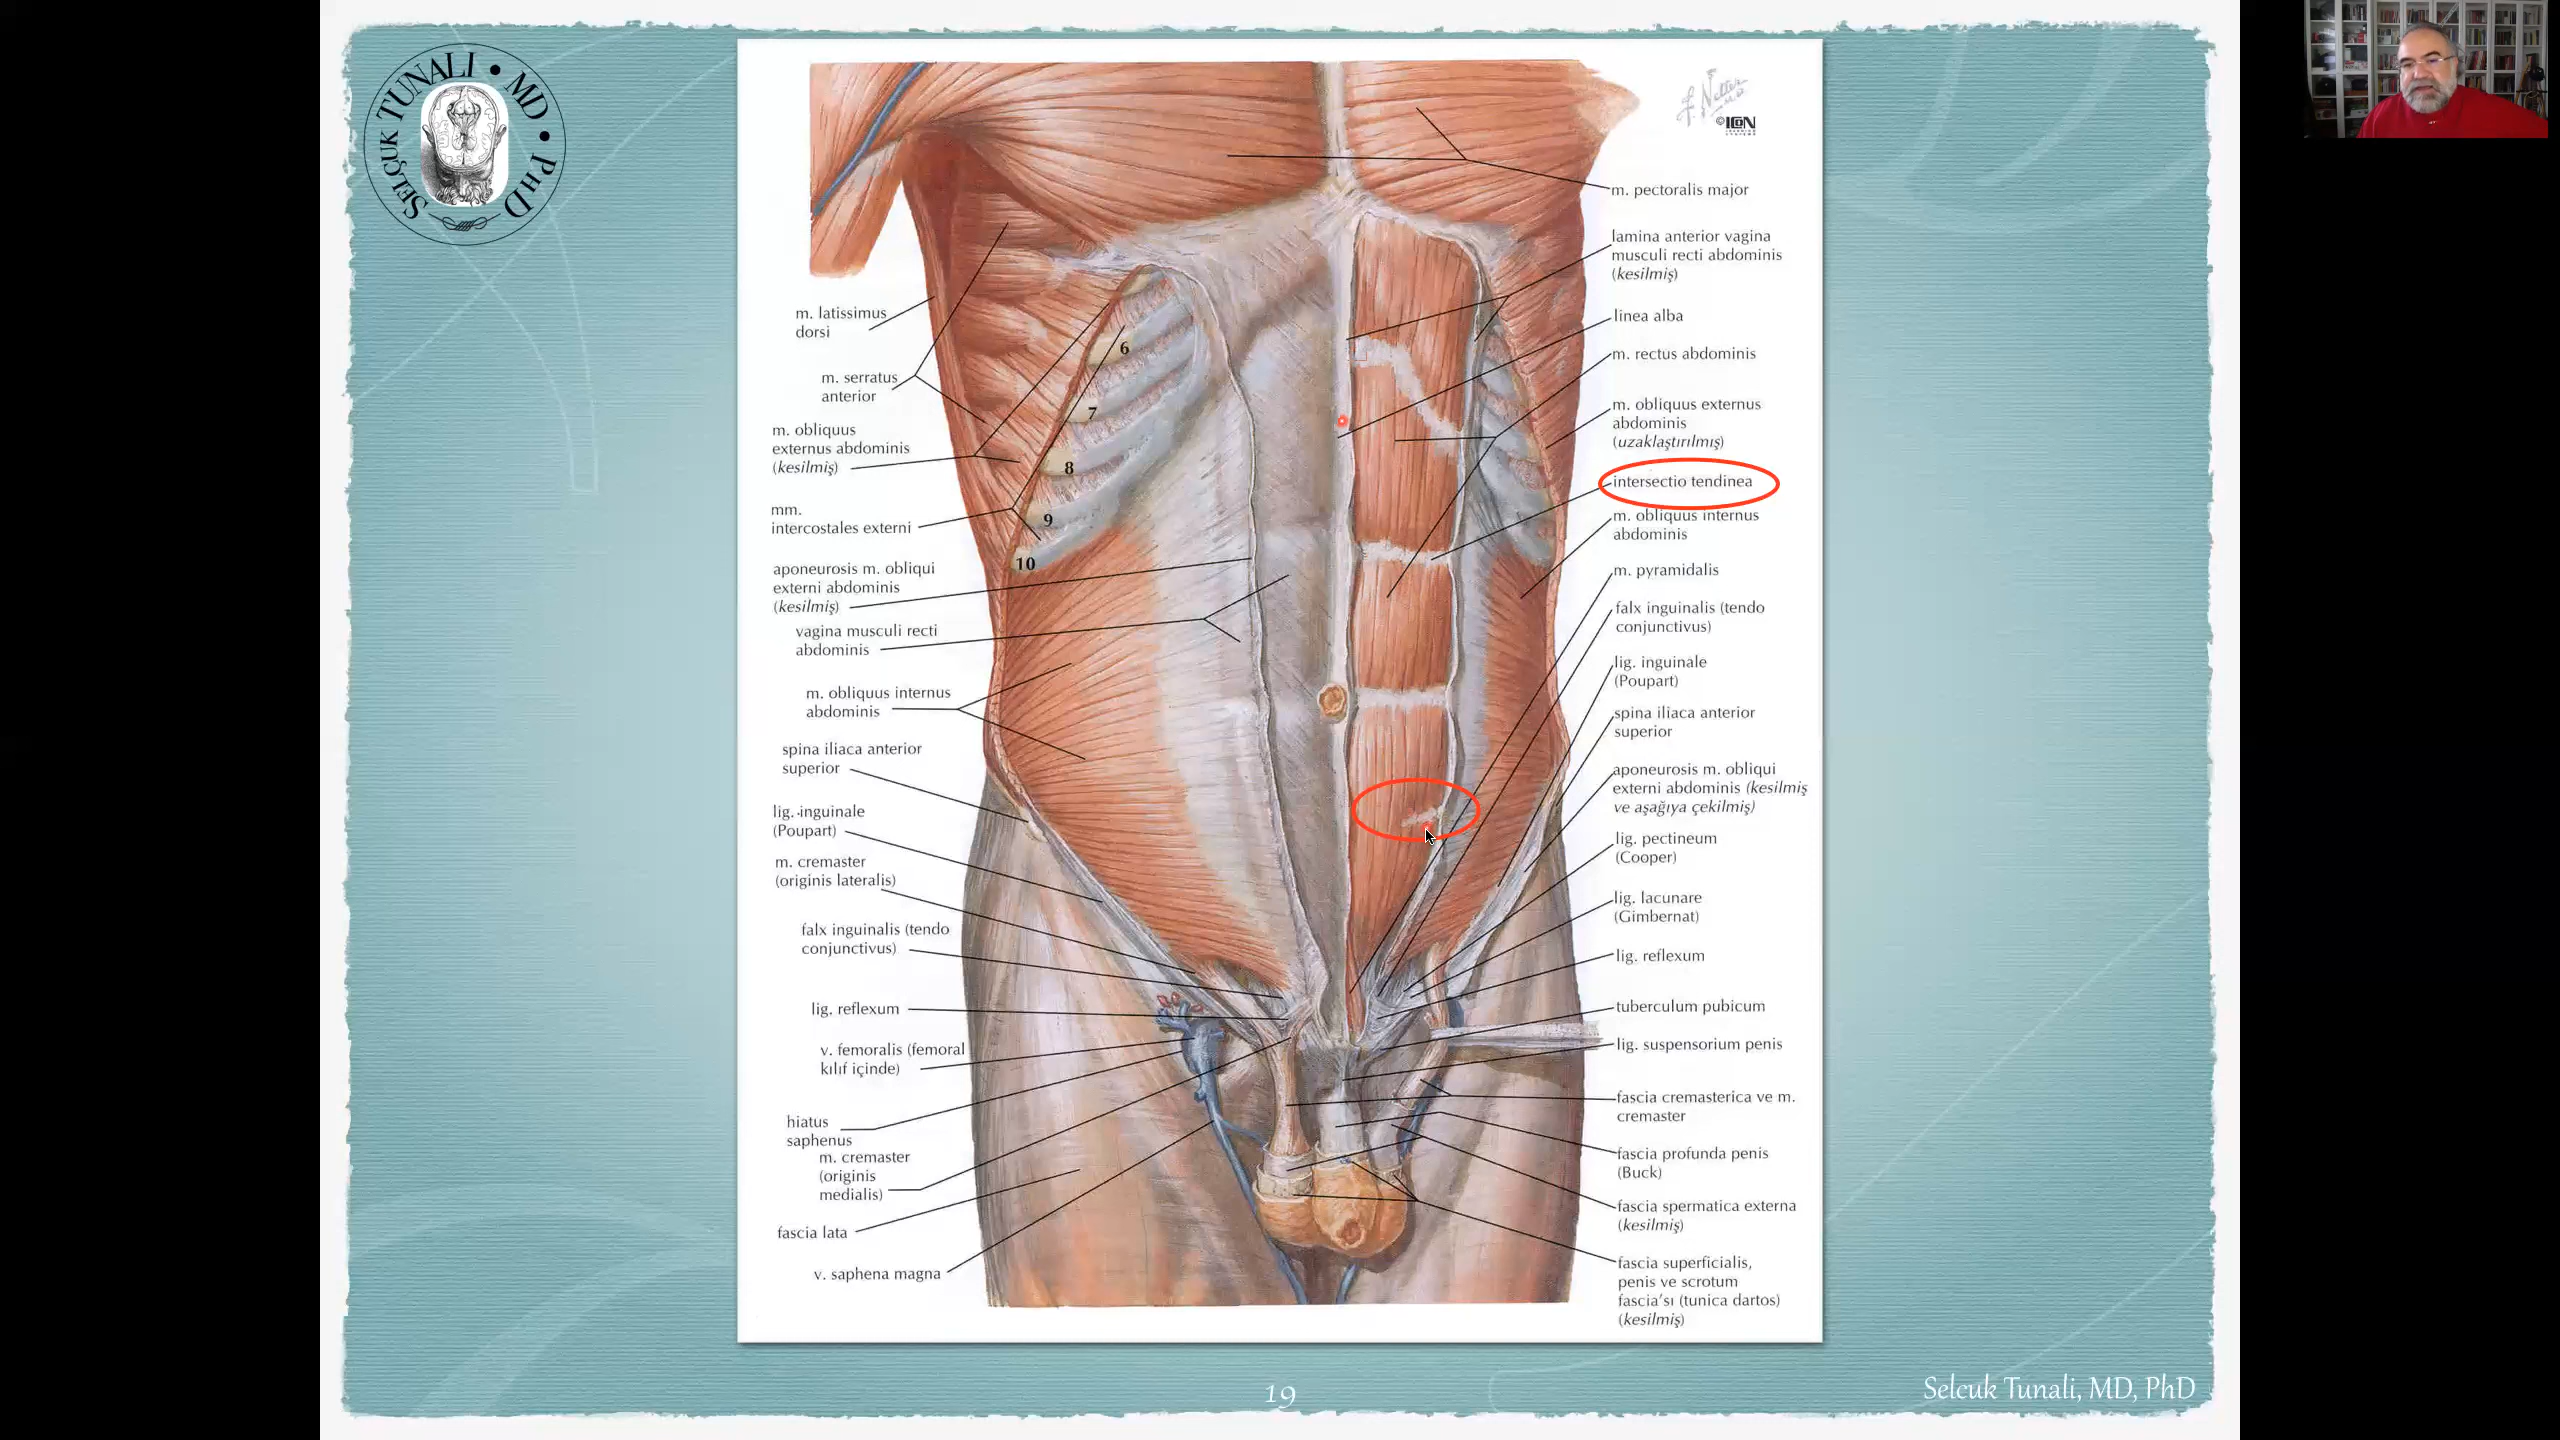 SELÇUK TUNALI • MD • PhD
F. Netter
M.D.
©ICON
LEARNING
SYSTEMS
m. pectoralis major
lamina anterior vagina
musculi recti abdominis
(kesilmiş)
linea alba
m. rectus abdominis
m. obliquus externus
abdominis
(uzaklaştırılmış)
intersectio tendinea
m. obliquus internus
abdominis
m. pyramidalis
falx inguinalis (tendo
conjunctivus)
lig. inguinale
(Poupart)
spina iliaca anterior
superior
aponeurosis m. obliqui
externi abdominis (kesilmiş
ve aşağıya çekilmiş)
lig. pectineum
(Cooper)
lig. lacunare
(Gimbernat)
lig. reflexum
tuberculum pubicum
lig. suspensorium penis
fascia cremasterica ve m.
cremaster
fascia profunda penis
(Buck)
fascia spermatica externa
(kesilmiş)
fascia superficialis,
penis ve scrotum
fascia'sı (tunica dartos)
(kesilmiş)
m. latissimus
dorsi
m. serratus
anterior
m. obliquus
externus abdominis
(kesilmiş)
mm.
intercostales externi
aponeurosis m. obliqui
externi abdominis
(kesilmiş)
vagina musculi recti
abdominis
m. obliquus internus
abdominis
spina iliaca anterior
superior
lig. inguinale
(Poupart)
m. cremaster
(originis lateralis)
falx inguinalis (tendo
conjunctivus)
lig. reflexum
v. femoralis (femoral
kılıf içinde)
hiatus
saphenus
m. cremaster
(originis
medialis)
fascia lata
v. saphena magna
6
7
8
9
10
19
Selcuk Tunali, MD, PhD